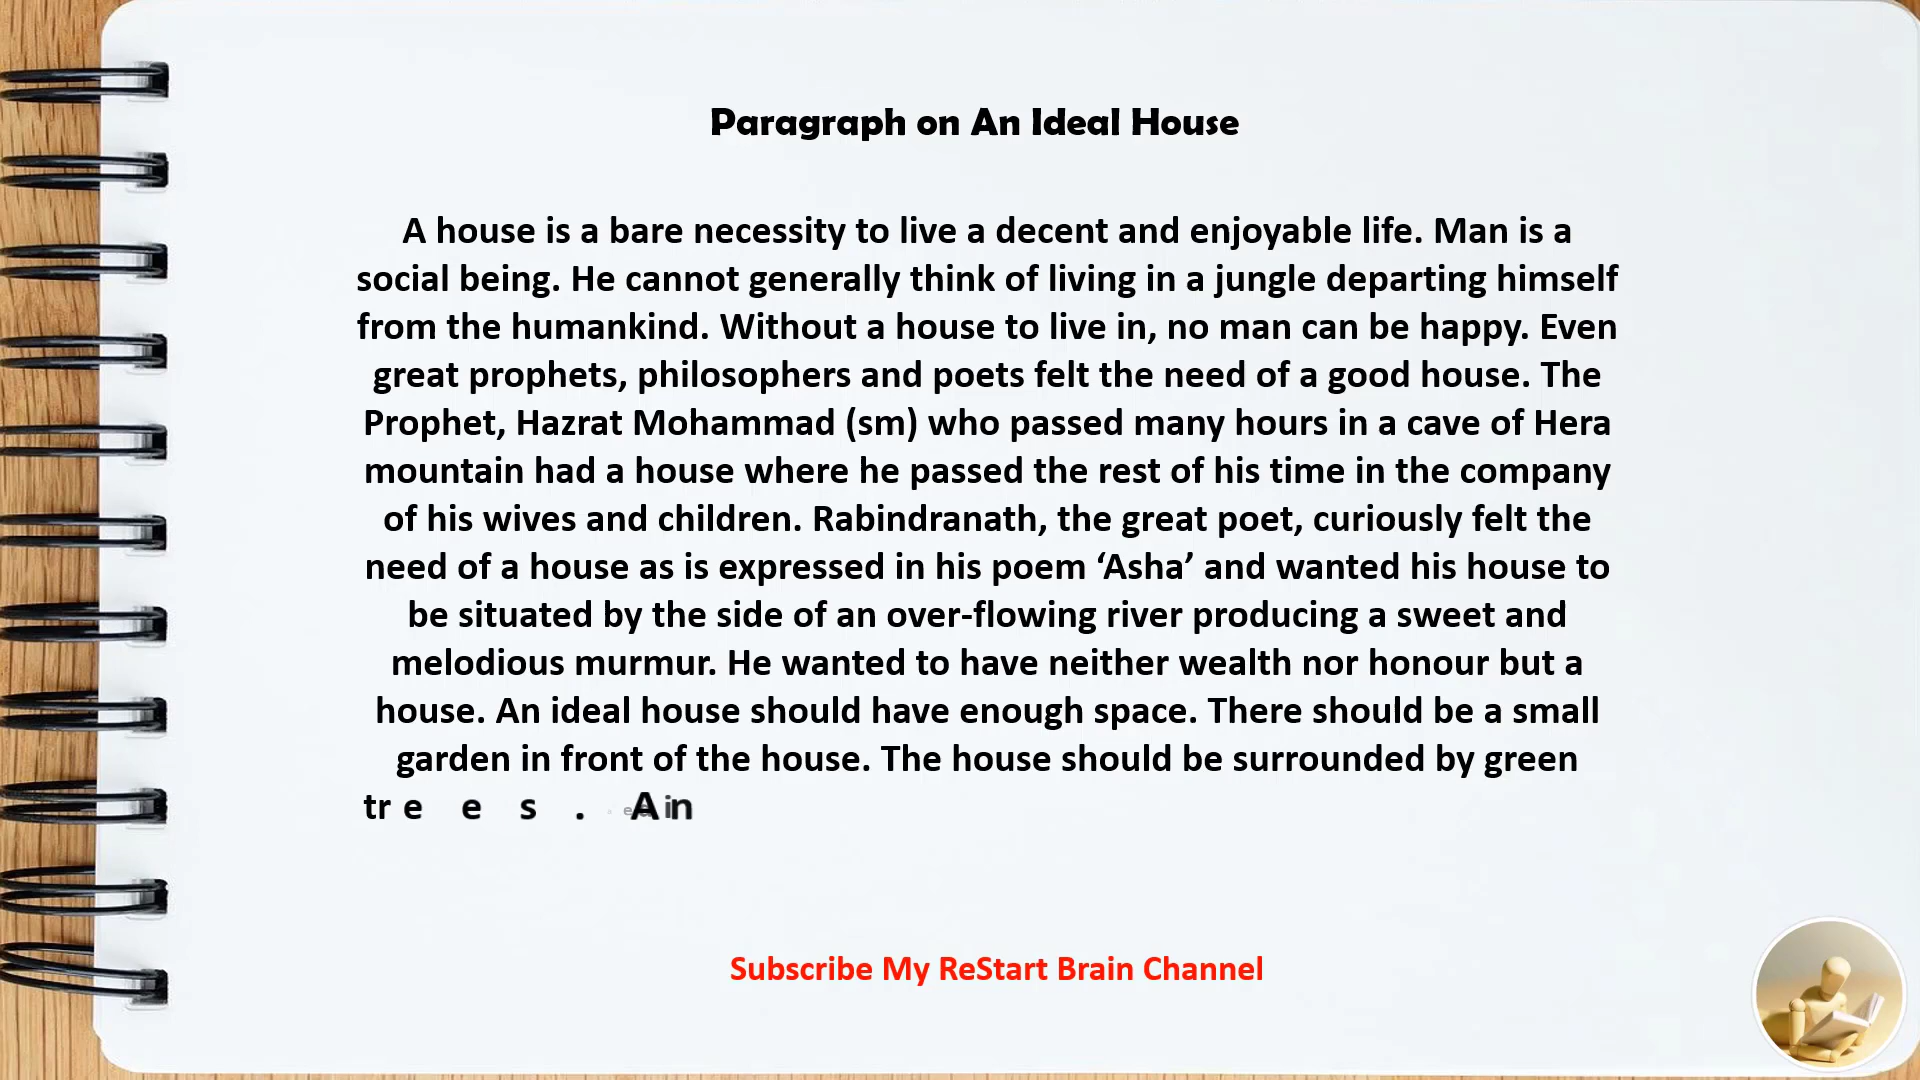 Paragraph on An Ideal House
A house is a bare necessity to live a decent and enjoyable life. Man is a
social being. He cannot generally think of living in a jungle departing himself
from the humankind. Without a house to live in, no man can be happy. Even
great prophets, philosophers and poets felt the need of a good house. The
Prophet, Hazrat Mohammad (sm) who passed many hours in a cave of Hera
mountain had a house where he passed the rest of his time in the company
of his wives and children. Rabindranath, the great poet, curiously felt the
need of a house as is expressed in his poem ‘Asha’ and wanted his house to
be situated by the side of an over-flowing river producing a sweet and
melodious murmur. He wanted to have neither wealth nor honour but a
house. An ideal house should have enough space. There should be a small
garden in front of the house. The house should be surrounded by green
trees.
Subscribe My ReStart Brain Channel